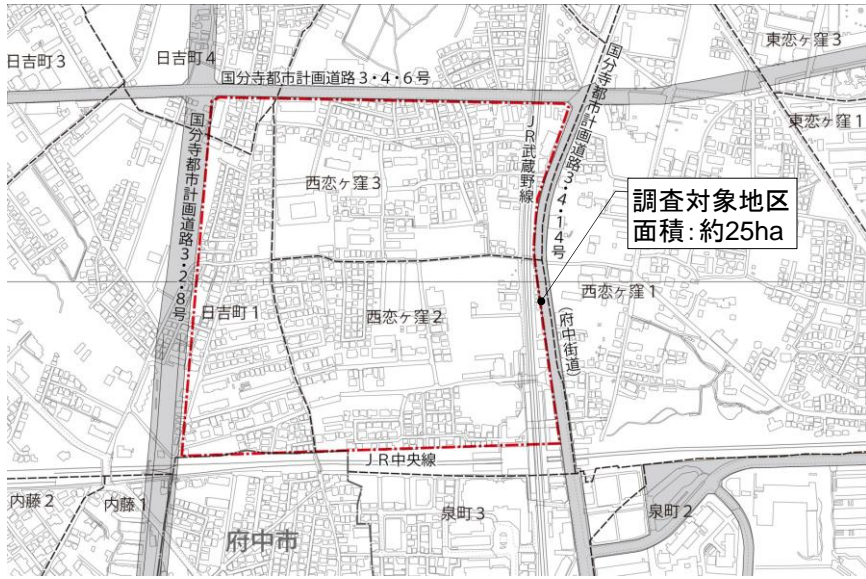 日吉町3
日吉町4
国分寺都市計画道路3・4・6号
東恋ヶ窪3
東恋ヶ窪1
国分寺都市計画道路3・2・8号
JR武蔵野線
国分寺都市計画道路3・4・14号
(府中街道)
西恋ヶ窪3
調査対象地区
面積:約25ha
日吉町1
西恋ヶ窪2
西恋ヶ窪1
JR中央線
内藤2
内藤1
府中市
泉町3
泉町2